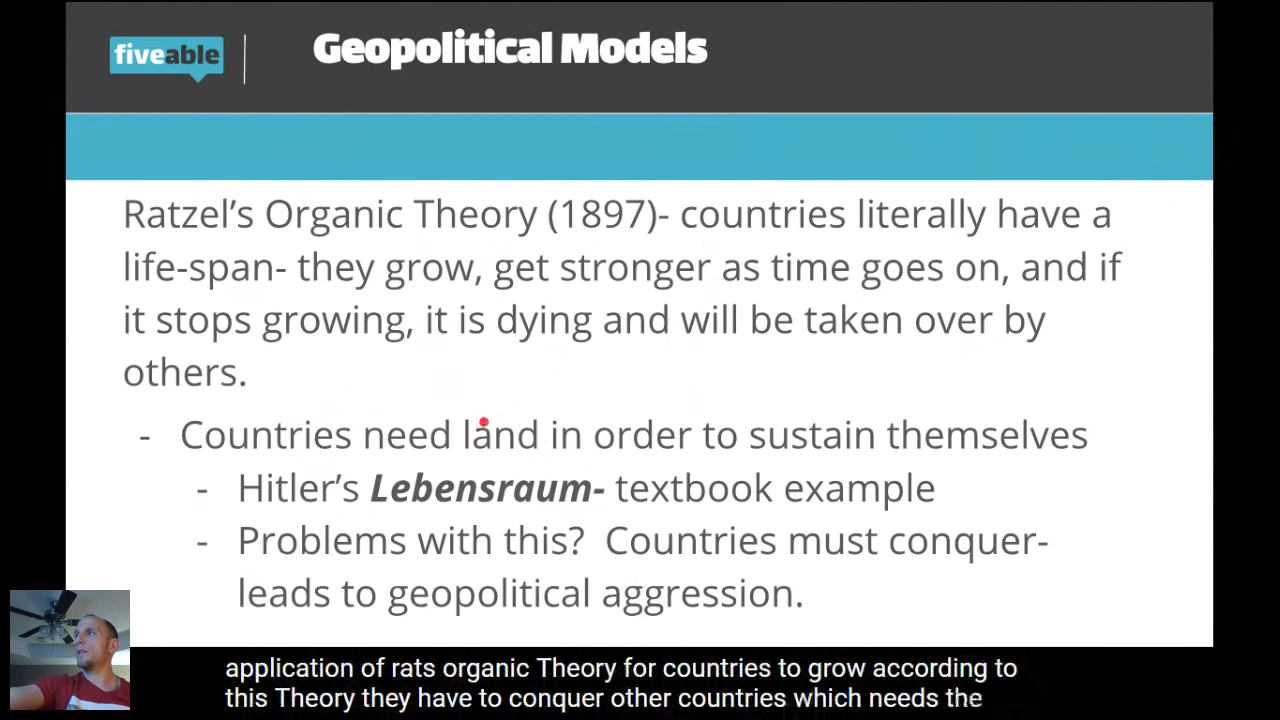 fiveable
Geopolitical Models
Ratzel's Organic Theory (1897)- countries literally have a
life-span- they grow, get stronger as time goes on, and if
it stops growing, it is dying and will be taken over by
others.
- Countries need land in order to sustain themselves
- Hitler's Lebensraum- textbook example
- Problems with this?  Countries must conquer-
leads to geopolitical aggression.
application of rats organic Theory for countries to grow according to
this Theory they have to conquer other countries which needs the